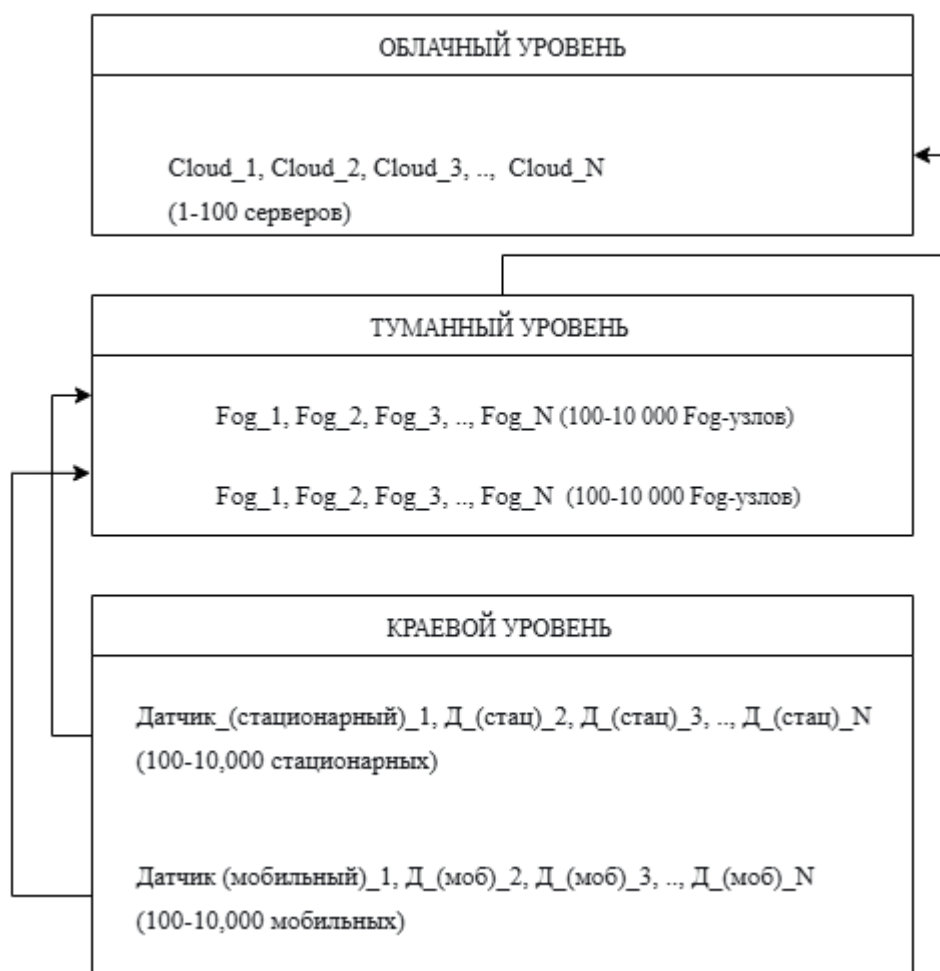 ОБЛАЧНЫЙ УРОВЕНЬ
Cloud_1, Cloud_2, Cloud_3, .., Cloud_N
(1-100 серверов)
ТУМАННЫЙ УРОВЕНЬ
Fog_1, Fog_2, Fog_3, .., Fog_N (100-10 000 Fog-узлов)
Fog_1, Fog_2, Fog_3, .., Fog_N (100-10 000 Fog-узлов)
КРАЕВОЙ УРОВЕНЬ
Датчик_(стационарный)_1, Д_(стац)_2, Д_(стац)_3, .., Д_(стац)_N
(100-10,000 стационарных)
Датчик (мобильный)_1, Д_(моб)_2, Д_(моб)_3, .., Д_(моб)_N
(100-10,000 мобильных)